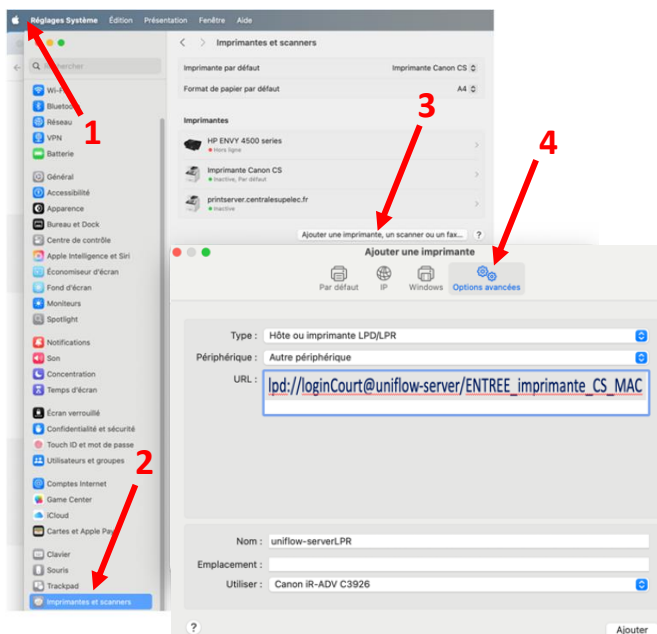 Réglages Système Édition Présentation Fenêtre Aide
Imprimantes et scanners
Rechercher
Imprimante par défaut Imprimante Canon CS
Format de papier par défaut A4
Wi-Fi
Bluetooth
Réseau
VPN
Batterie
1
3
4
Imprimantes
HP ENVY 4500 series
Hors ligne
Imprimante Canon CS
Inactive, Par défaut
printserver.centralesupelec.fr
Inactive
Ajouter une imprimante, un scanner ou un fax... ?
Général
Accessibilité
Apparence
Bureau et Dock
Centre de contrôle
Apple Intelligence et Siri
Économiseur d'écran
Fond d'écran
Moniteurs
Spotlight
Notifications
Son
Concentration
Temps d'écran
Écran verrouillé
Confidentialité et sécurité
Touch ID et mot de passe
Utilisateurs et groupes
2
Comptes Internet
Game Center
iCloud
Cartes et Apple Pay
Clavier
Souris
Trackpad
Imprimantes et scanners
Ajouter une imprimante
Par défaut IP Windows Options avancées
Type : Hôte ou imprimante LPD/LPR
Périphérique : Autre périphérique
URL : lpd://loginCourt@uniflow-server/ENTREE_imprimante_CS_MAC
Nom : uniflow-serverLPR
Emplacement :
Utiliser : Canon iR-ADV C3926
? Ajouter